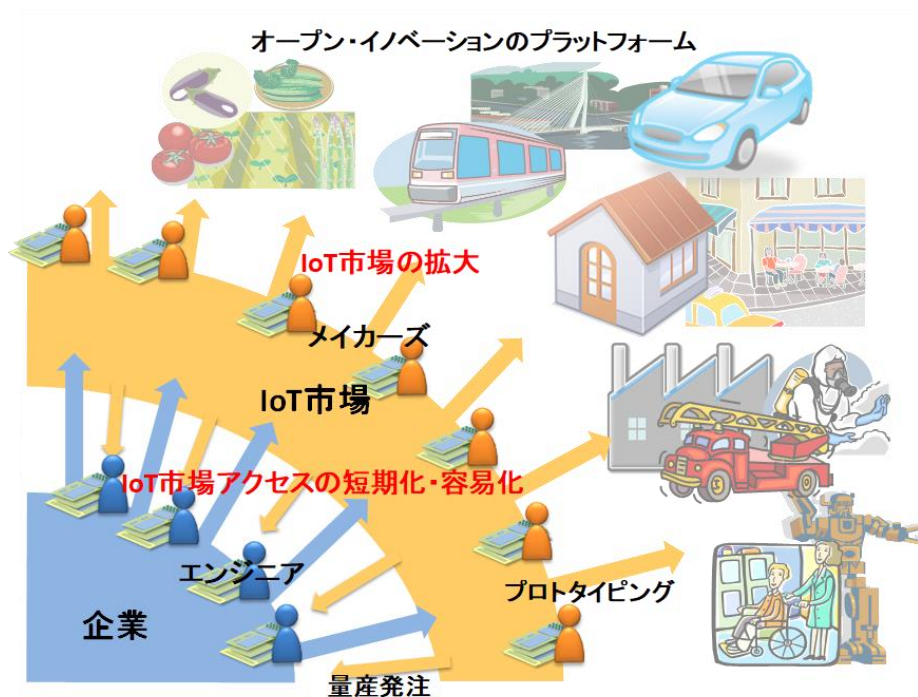 オープン・イノベーションのプラットフォーム
IoT市場の拡大
メイカーズ
IoT市場
IoT市場アクセスの短期化・容易化
エンジニア
プロトタイピング
企業
量産発注